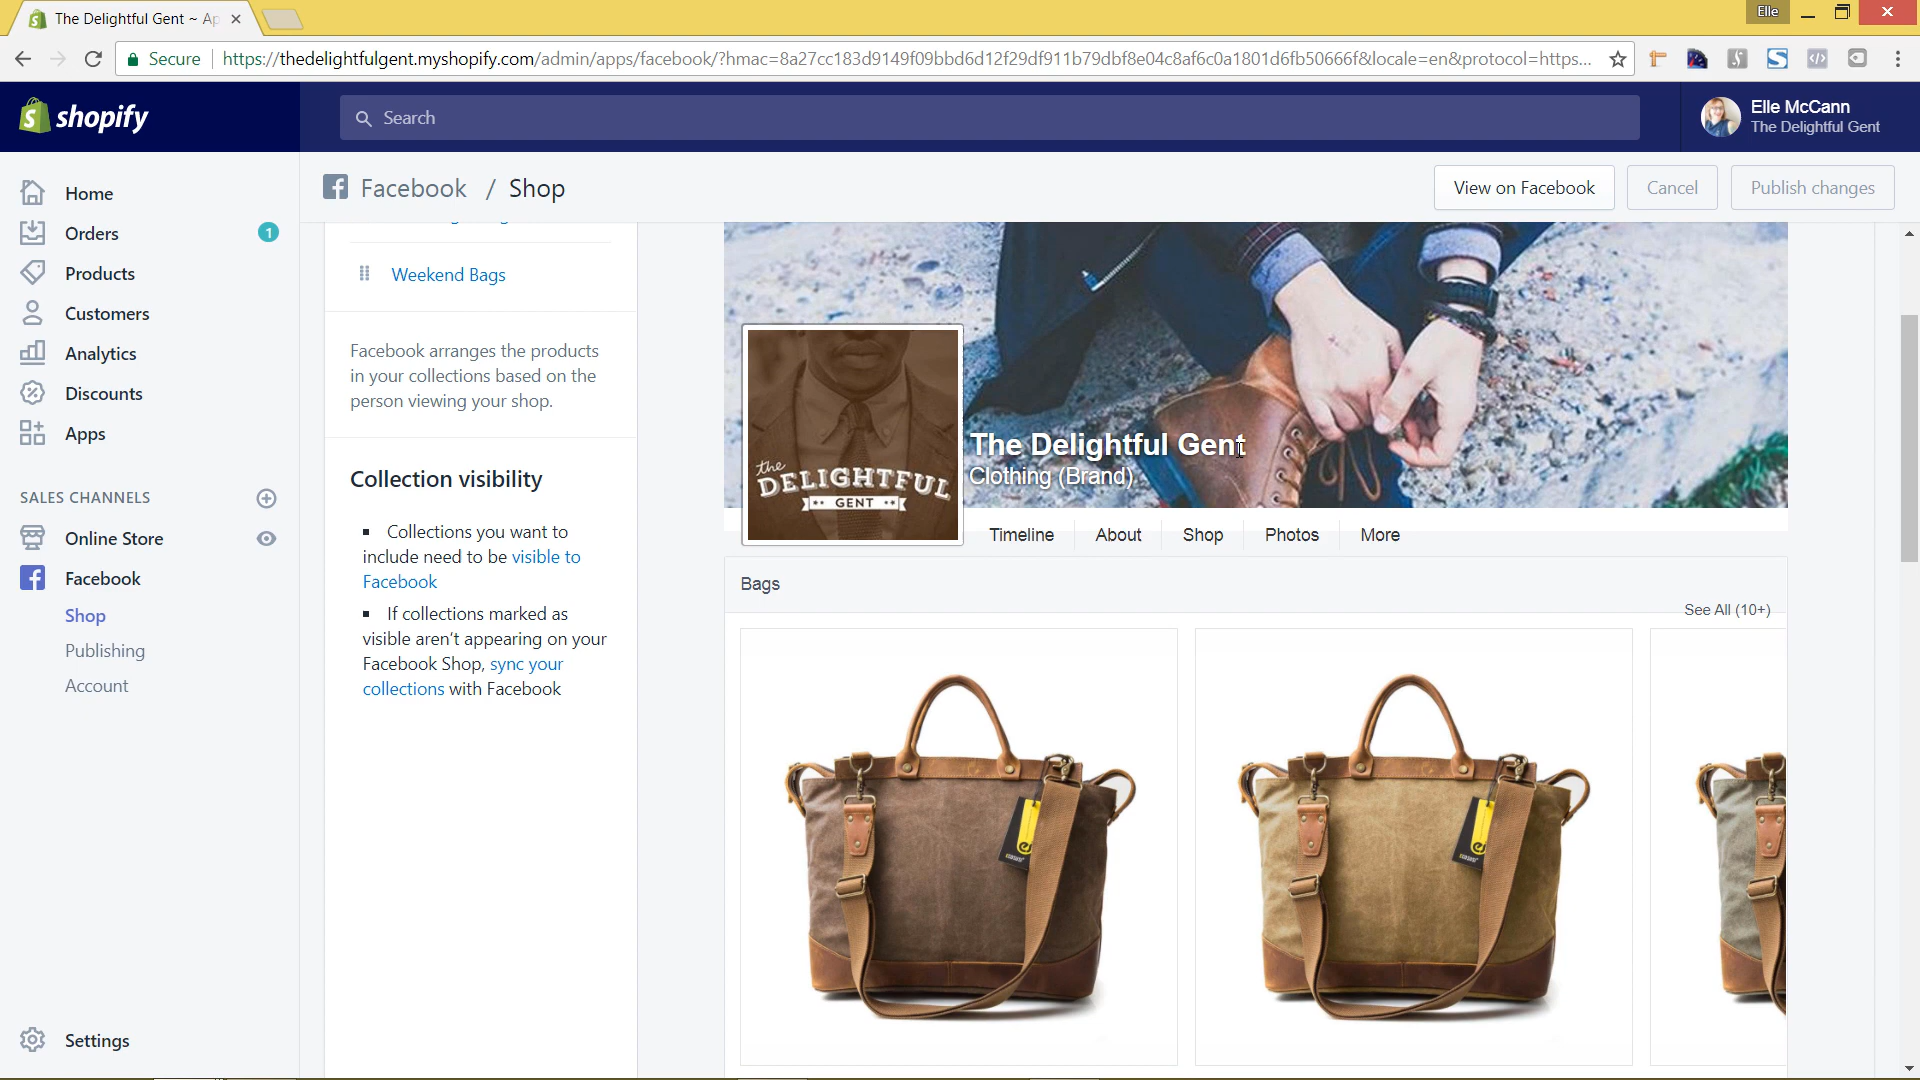 The Delightful Gent ~ Ap
Elle
Secure
https://thedelightfulgent.myshopify.com/admin/apps/facebook/?hmac=8a27cc183d9149f09bbd6d12f29df911b79dbf8e04c8af6c0a1801d6fb50666f&locale=en&protocol=https...
shopify
Search
Elle McCann
The Delightful Gent
Facebook / Shop
View on Facebook
Cancel
Publish changes
Home
Orders
1
Products
Customers
Analytics
Discounts
Apps
SALES CHANNELS
Online Store
Facebook
Shop
Publishing
Account
Settings
Weekend Bags
Facebook arranges the products
in your collections based on the
person viewing your shop.
Collection visibility
Collections you want to
include need to be visible to
Facebook
If collections marked as
visible aren't appearing on your
Facebook Shop, sync your
collections with Facebook
the
DELIGHTFUL
GENT
The Delightful Gent
Clothing (Brand)
Timeline
About
Shop
Photos
More
Bags
See All (10+)